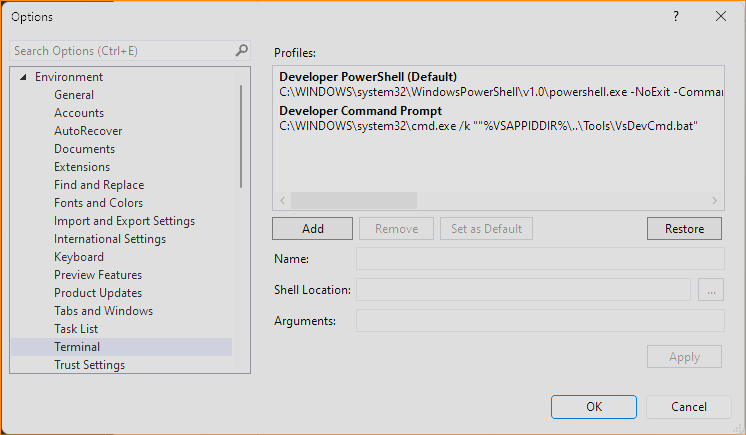 Options
?
Search Options (Ctrl+E)
Environment
General
Accounts
AutoRecover
Documents
Extensions
Find and Replace
Fonts and Colors
Import and Export Settings
International Settings
Keyboard
Preview Features
Product Updates
Tabs and Windows
Task List
Terminal
Trust Settings
Profiles:
Developer PowerShell (Default)
C:\WINDOWS\system32\WindowsPowerShell\v1.0\powershell.exe -NoExit -Comma
Developer Command Prompt
C:\WINDOWS\system32\cmd.exe /k ""%VSAPPIDDIR%\..\Tools\VsDevCmd.bat"
Add
Remove
Set as Default
Restore
Name:
Shell Location:
...
Arguments:
Apply
OK
Cancel